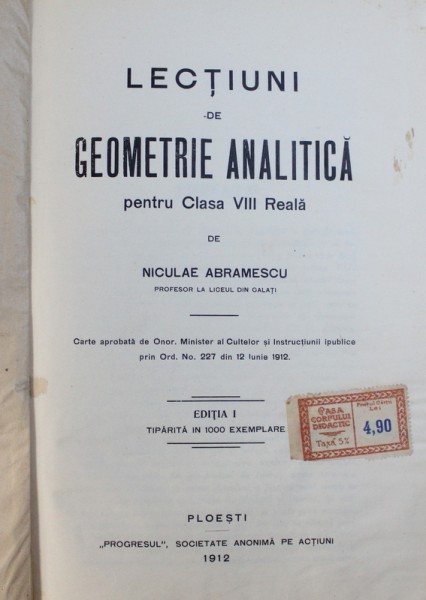 LECȚIUNI
DE
GEOMETRIE ANALITICĂ
pentru Clasa VIII Reală
DE
NICULAE ABRAMESCU
PROFESOR LA LICEUL DIN GALAȚI
Carte aprobată de Onor. Minister al Cultelor și Instrucțiunii ipublice
prin Ord. No. 227 din 12 Iunie 1912.
EDIȚIA I
TIPĂRITĂ IN 1000 EXEMPLARE
CASA
CORPULUI
DIDACTIC
Taxă 5%
Lei
4,90
PLOEȘTI
„PROGRESUL", SOCIETATE ANONIMĂ PE ACȚIUNI
1912